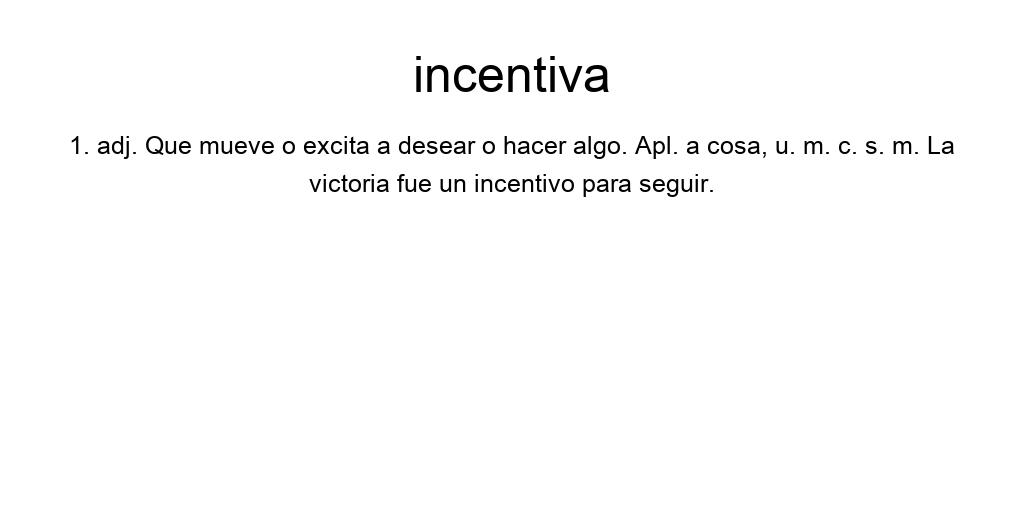 incentiva
1. adj. Que mueve o excita a desear o hacer algo. Apl. a cosa, u. m. c. s. m. La
victoria fue un incentivo para seguir.